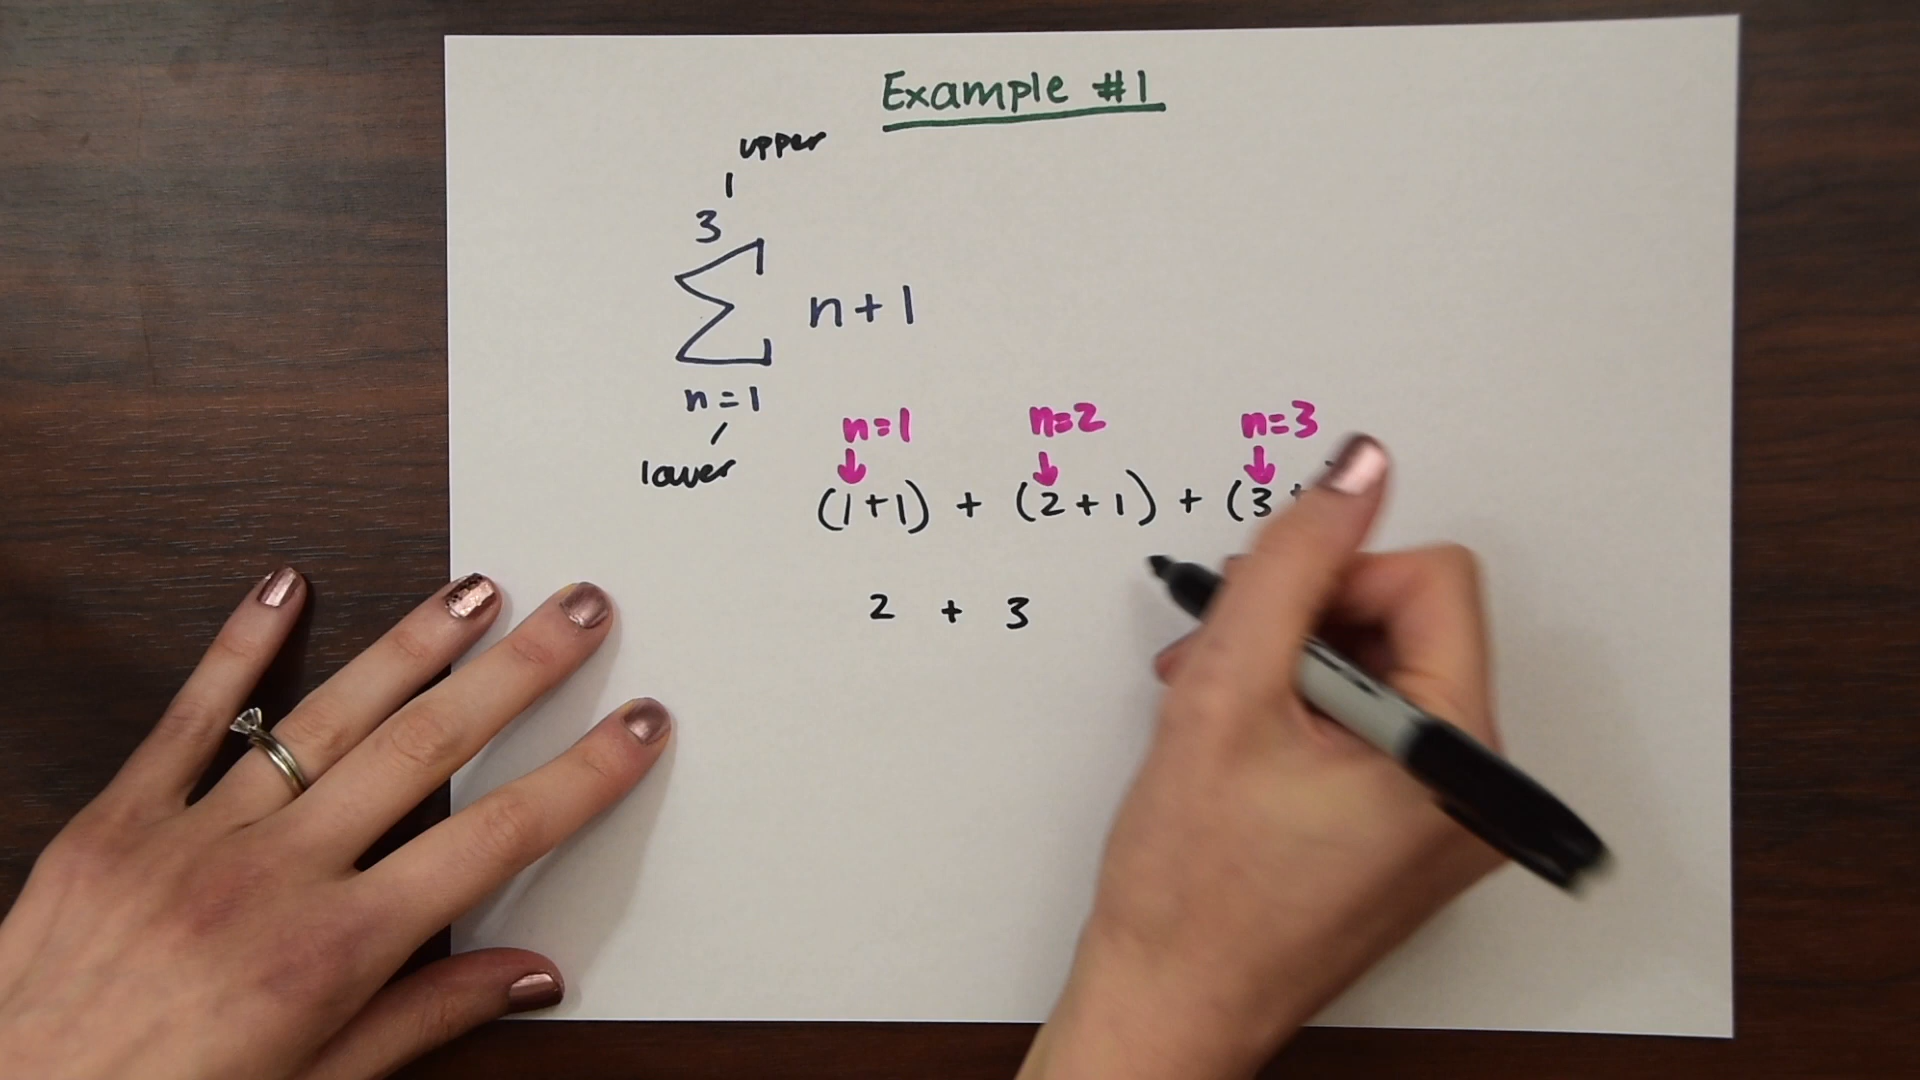 Example #1
upper
3
Σ n+1
n=1
lower
n=1 n=2 n=3
(1+1) + (2+1) + (3 +
2 + 3